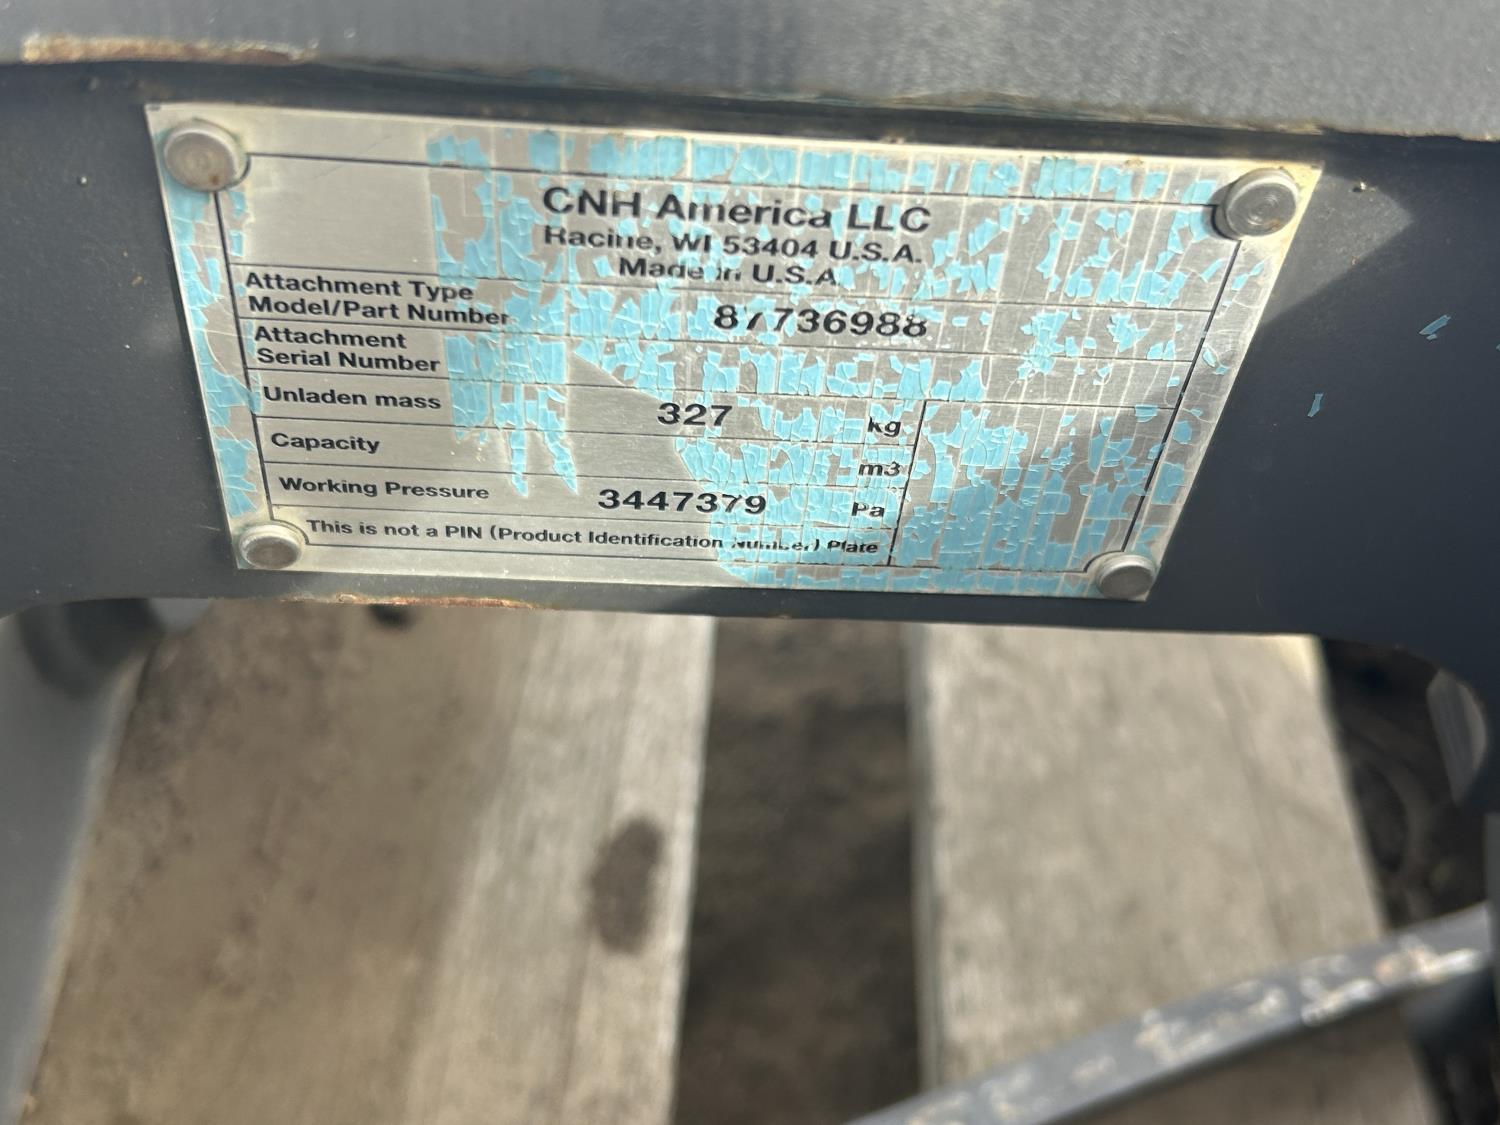 CNH America LLC
Racine, WI 53404 U.S.A.
Made in U.S.A.
Attachment Type
Model/Part Number 87736988
Attachment
Serial Number
Unladen mass 327 kg
Capacity m3
Working Pressure 3447379 Pa
This is not a PIN (Product Identification Number) Plate